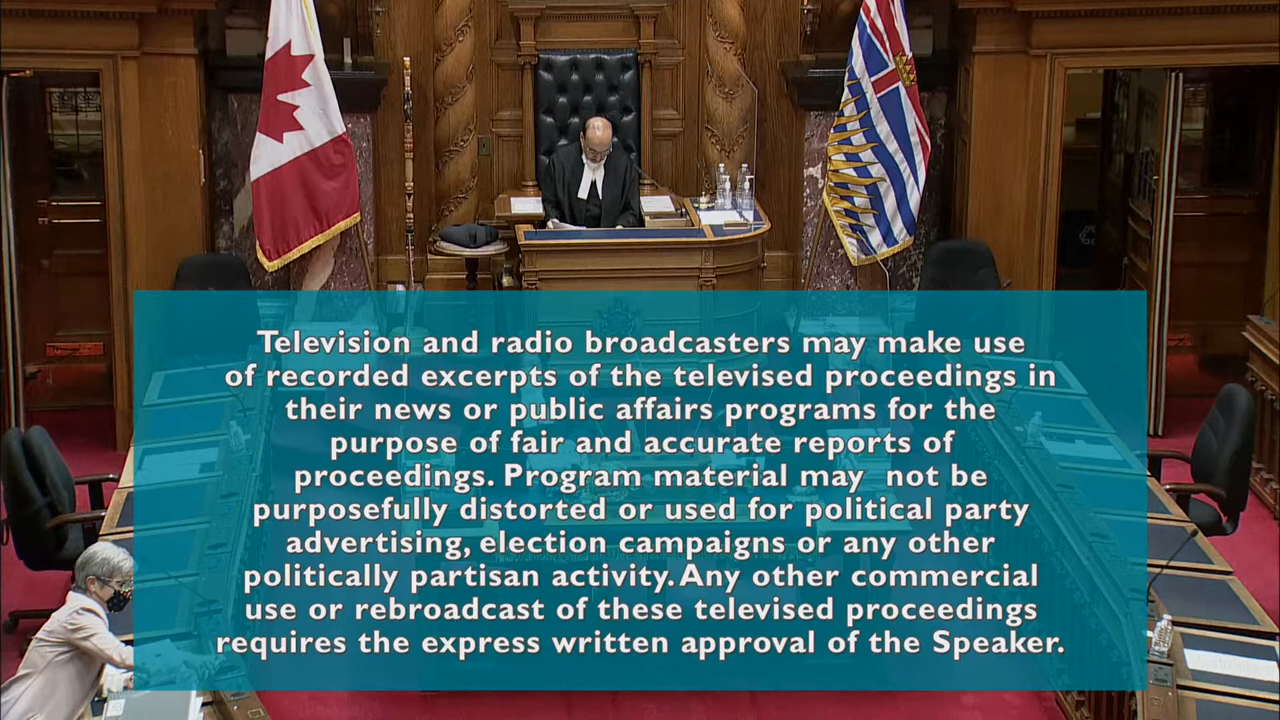 Television and radio broadcasters may make use
of recorded excerpts of the televised proceedings in
their news or public affairs programs for the
purpose of fair and accurate reports of
proceedings. Program material may  not be
purposefully distorted or used for political party
advertising, election campaigns or any other
politically partisan activity. Any other commercial
use or rebroadcast of these televised proceedings
requires the express written approval of the Speaker.